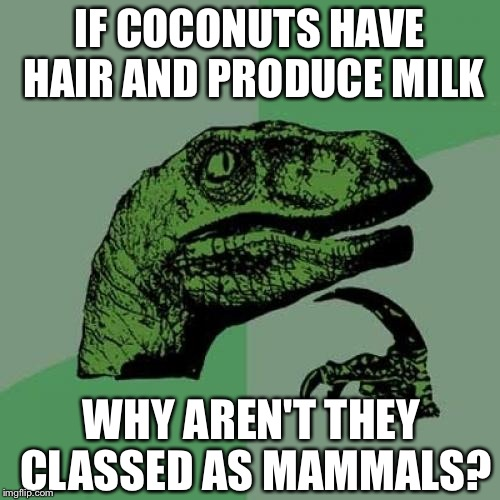 IF COCONUTS HAVE
HAIR AND PRODUCE MILK
WHY AREN'T THEY
CLASSED AS MAMMALS?
imgflip.com